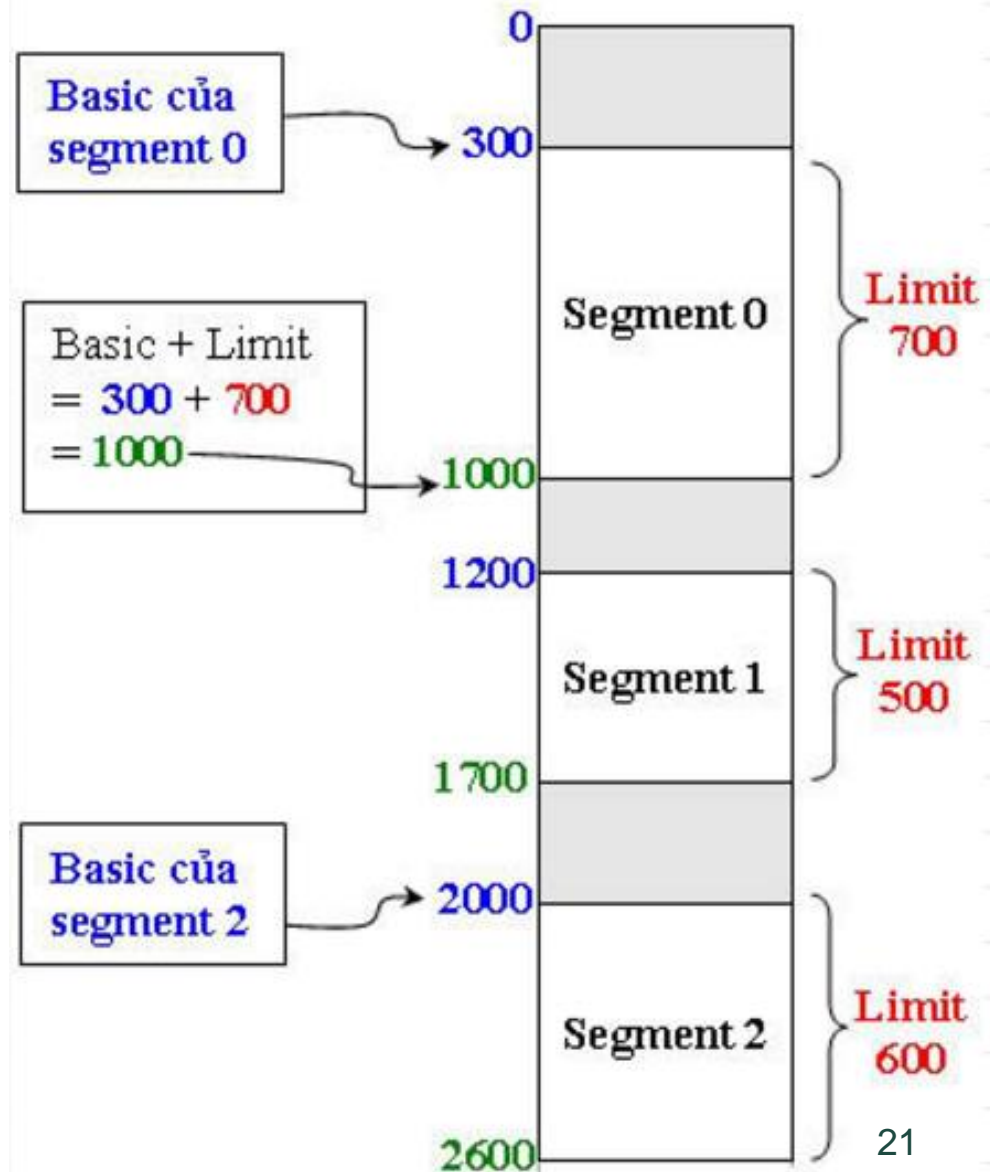 0
Basic của
segment 0
300
Segment 0
Limit
700
Basic + Limit
= 300 + 700
= 1000
1000
1200
Segment 1
Limit
500
1700
Basic của
segment 2
2000
Segment 2
Limit
600
2600
21